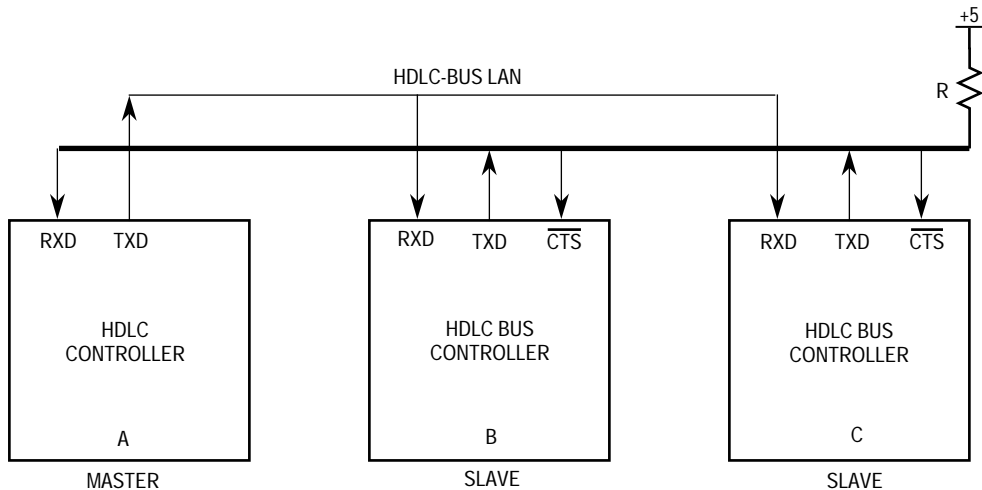 +5
HDLC-BUS LAN
R
RXD TXD
RXD TXD CTS
RXD TXD CTS
HDLC
CONTROLLER
A
MASTER
HDLC BUS
CONTROLLER
B
SLAVE
HDLC BUS
CONTROLLER
C
SLAVE